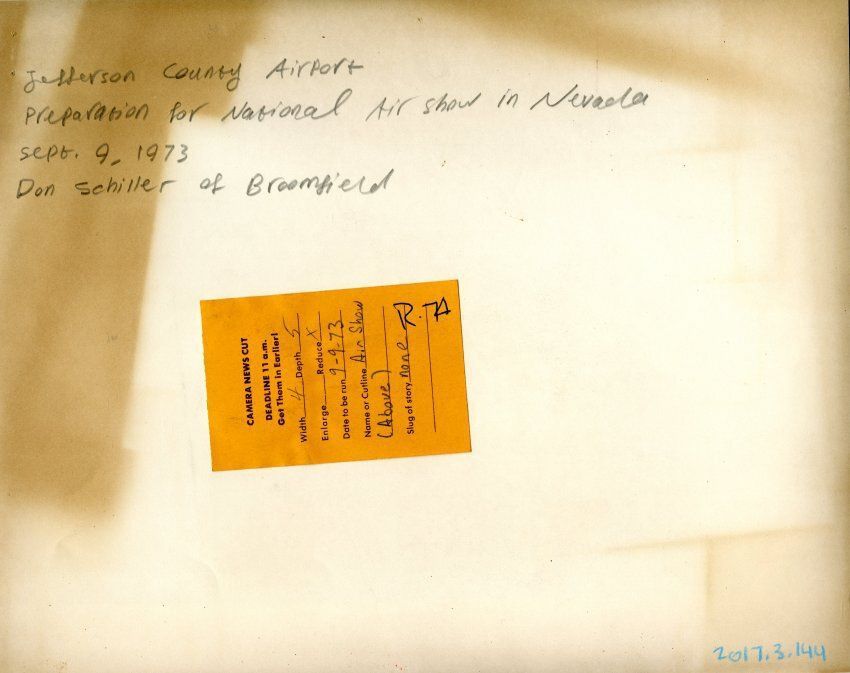 Jefferson County Airport
Preparation for National Air show in Nevada
sept. 9, 1973
Don Schiller of Broomfield
CAMERA NEWS CUT
DEADLINE 11 a.m.
Get Them in Earlier!
Width 4 Depth 5
Enlarge Reduce X
Date to be run 9-9-73
Name or Cutline Air Show
(Above)
Slug of story none
2017.3.144